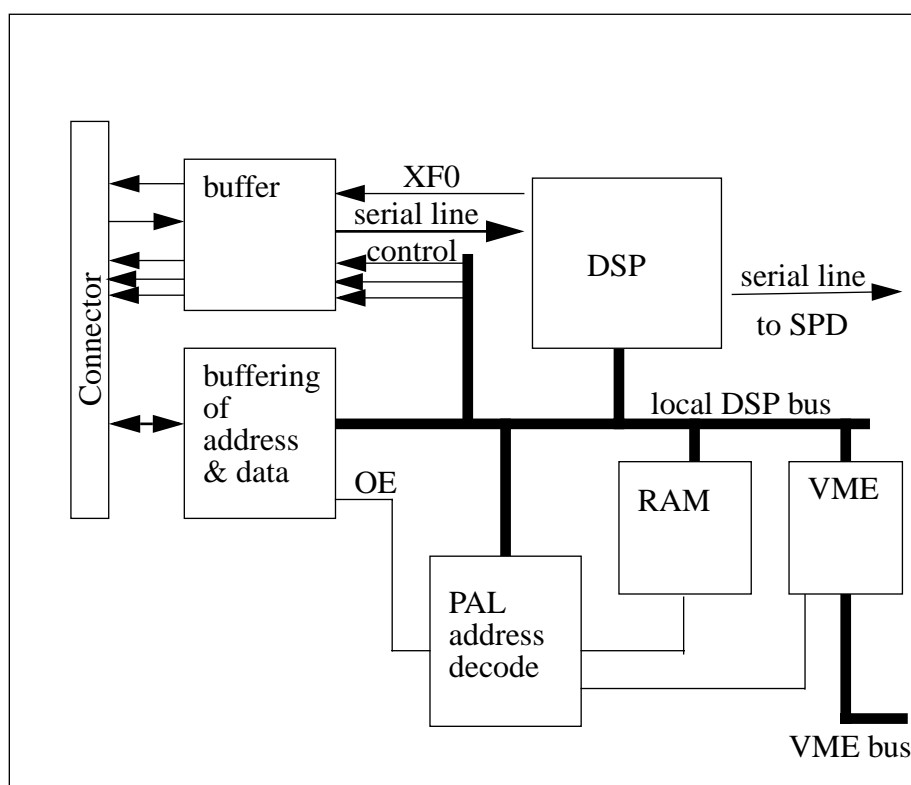 buffer
XF0
serial line
control
DSP
serial line
to SPD
Connector
buffering
of
address
& data
local DSP bus
OE
RAM
VME
PAL
address
decode
VME bus